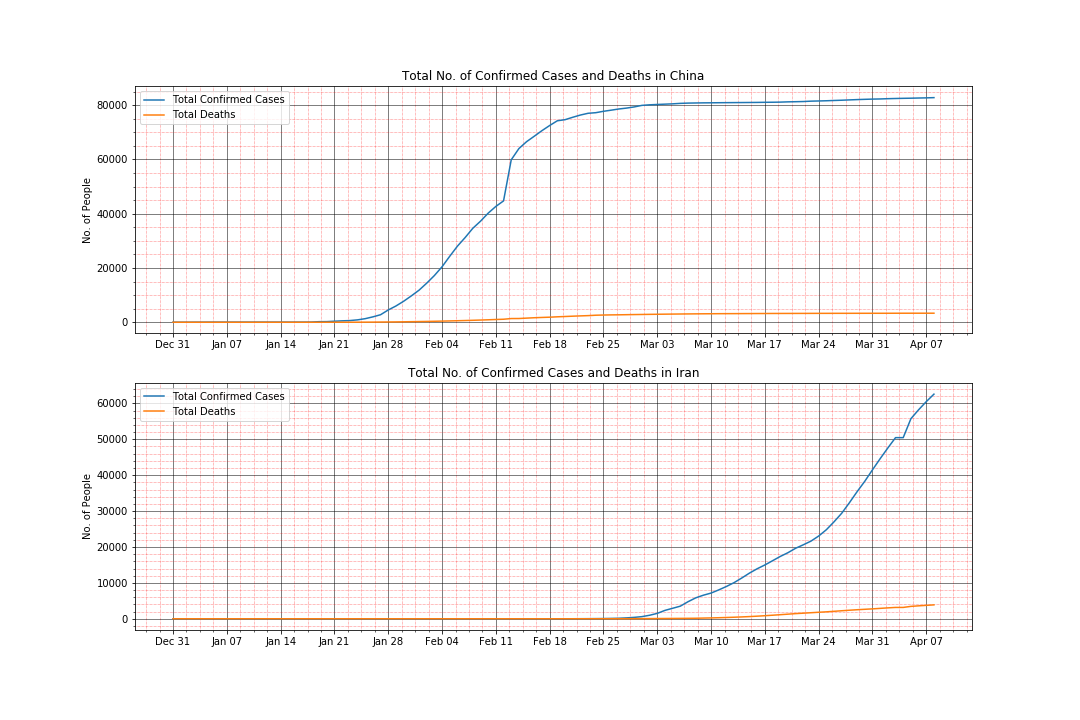 Total No. of Confirmed Cases and Deaths in China
Total Confirmed Cases
Total Deaths
No. of People
80000
60000
40000
20000
0
Dec 31 Jan 07 Jan 14 Jan 21 Jan 28 Feb 04 Feb 11 Feb 18 Feb 25 Mar 03 Mar 10 Mar 17 Mar 24 Mar 31 Apr 07
Total No. of Confirmed Cases and Deaths in Iran
Total Confirmed Cases
Total Deaths
No. of People
60000
50000
40000
30000
20000
10000
0
Dec 31 Jan 07 Jan 14 Jan 21 Jan 28 Feb 04 Feb 11 Feb 18 Feb 25 Mar 03 Mar 10 Mar 17 Mar 24 Mar 31 Apr 07